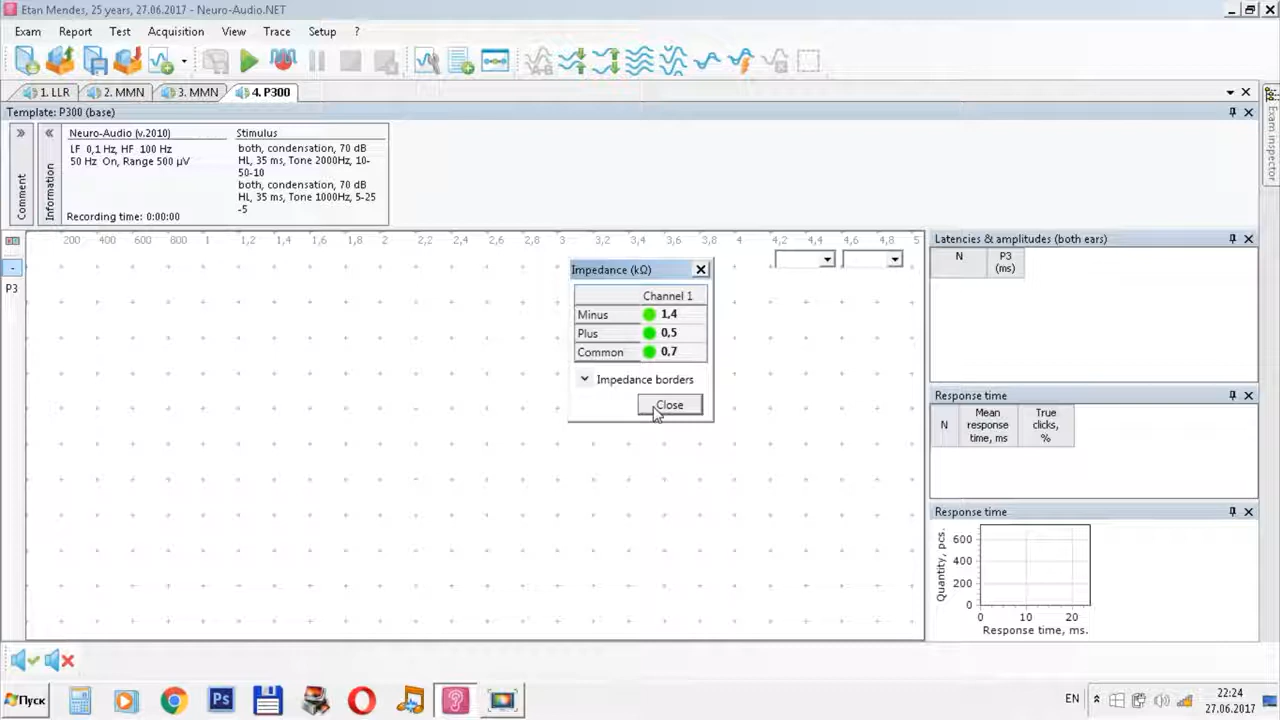 Etan Mendes, 25.years, 27.06.2017 - Neuro-Audio.NET
Exam Report Test Acquisition View Trace Setup ?
1. LLR 2. MMN 3. MMN 4. P300
Template: P300 (base)
Comment
Information
Neuro-Audio (v.2010)
LF 0,1 Hz, HF 100 Hz
50 Hz On, Range 500 µV
Recording time: 0:00:00
Stimulus
both, condensation, 70 dB
HL, 35 ms, Tone 2000Hz, 10-
50-10
both, condensation, 70 dB
HL, 35 ms, Tone 1000Hz, 5-25
-5
Exam inspector
200 400 600 800 1 1,2 1,4 1,6 1,8 2 2,2 2,4 2,6 2,8 3 3,2 3,4 3,6 3,8 4 4,2 4,4 4,6 4,8 5
-
P3
Impedance (kΩ)
Channel 1
Minus 1,4
Plus 0,5
Common 0,7
Impedance borders
Close
Latencies & amplitudes (both ears)
N P3
(ms)
Response time
N Mean
response
time, ms
True
clicks,
%
Response time
Quantity, pcs.
600
400
200
0
0 10 20
Response time, ms.
Пуск
Ps
EN
22:24
27.06.2017